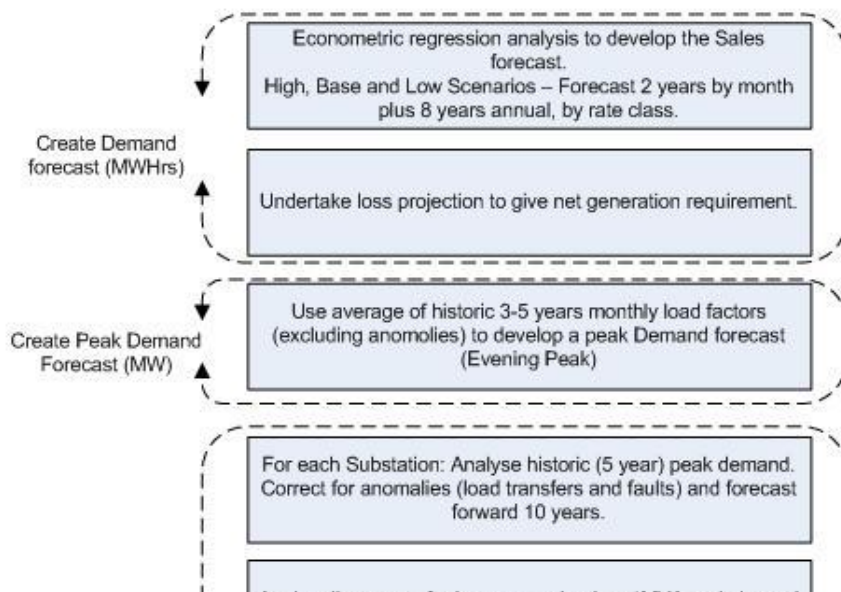 Econometric regression analysis to develop the Sales
forecast.
High, Base and Low Scenarios – Forecast 2 years by month
plus 8 years annual, by rate class.
Create Demand
forecast (MWHrs)
Undertake loss projection to give net generation requirement.
Use average of historic 3-5 years monthly load factors
(excluding anomolies) to develop a peak Demand forecast
(Evening Peak)
Create Peak Demand
Forecast (MW)
For each Substation: Analyse historic (5 year) peak demand.
Correct for anomalies (load transfers and faults) and forecast
forward 10 years.